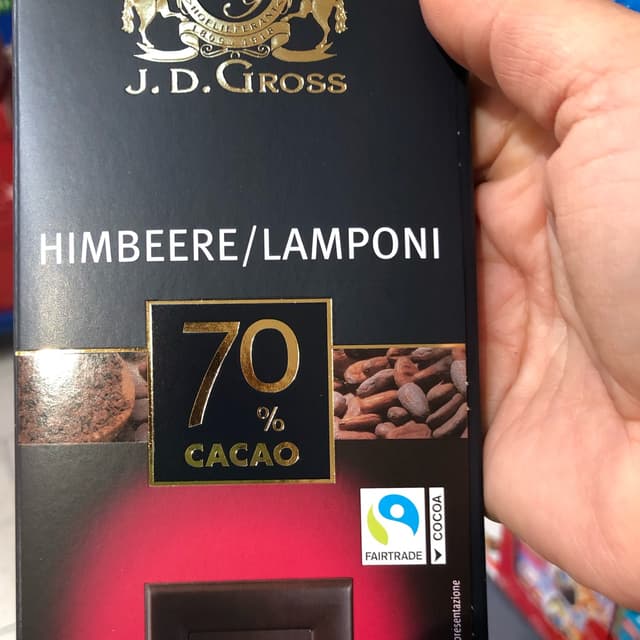 J.D.GROSS
HIMBEERE/LAMPONI
70
%
CACAO
FAIRTRADE
COCOA